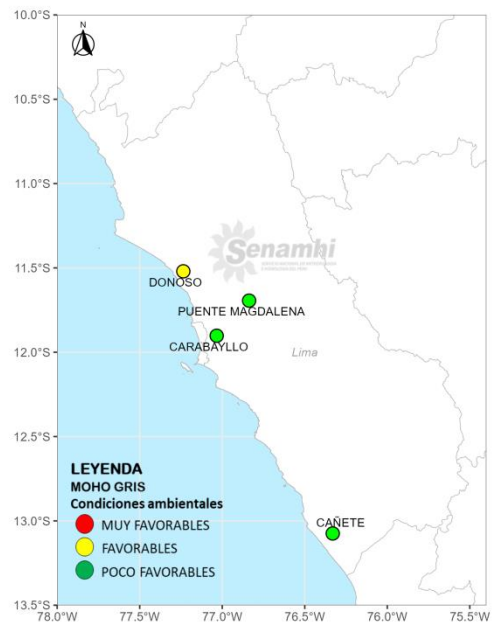 10.0°S
N
10.5°S
11.0°S
11.5°S
Senamhi
DONOSO
PUENTE MAGDALENA
CARABAYLLO
12.0°S
Lima
12.5°S
LEYENDA
MOHO GRIS
Condiciones ambientales
MUY FAVORABLES
FAVORABLES
POCO FAVORABLES
13.0°S
CAÑETE
13.5°S
78.0°W 77.5°W 77.0°W 76.5°W 76.0°W 75.5°W